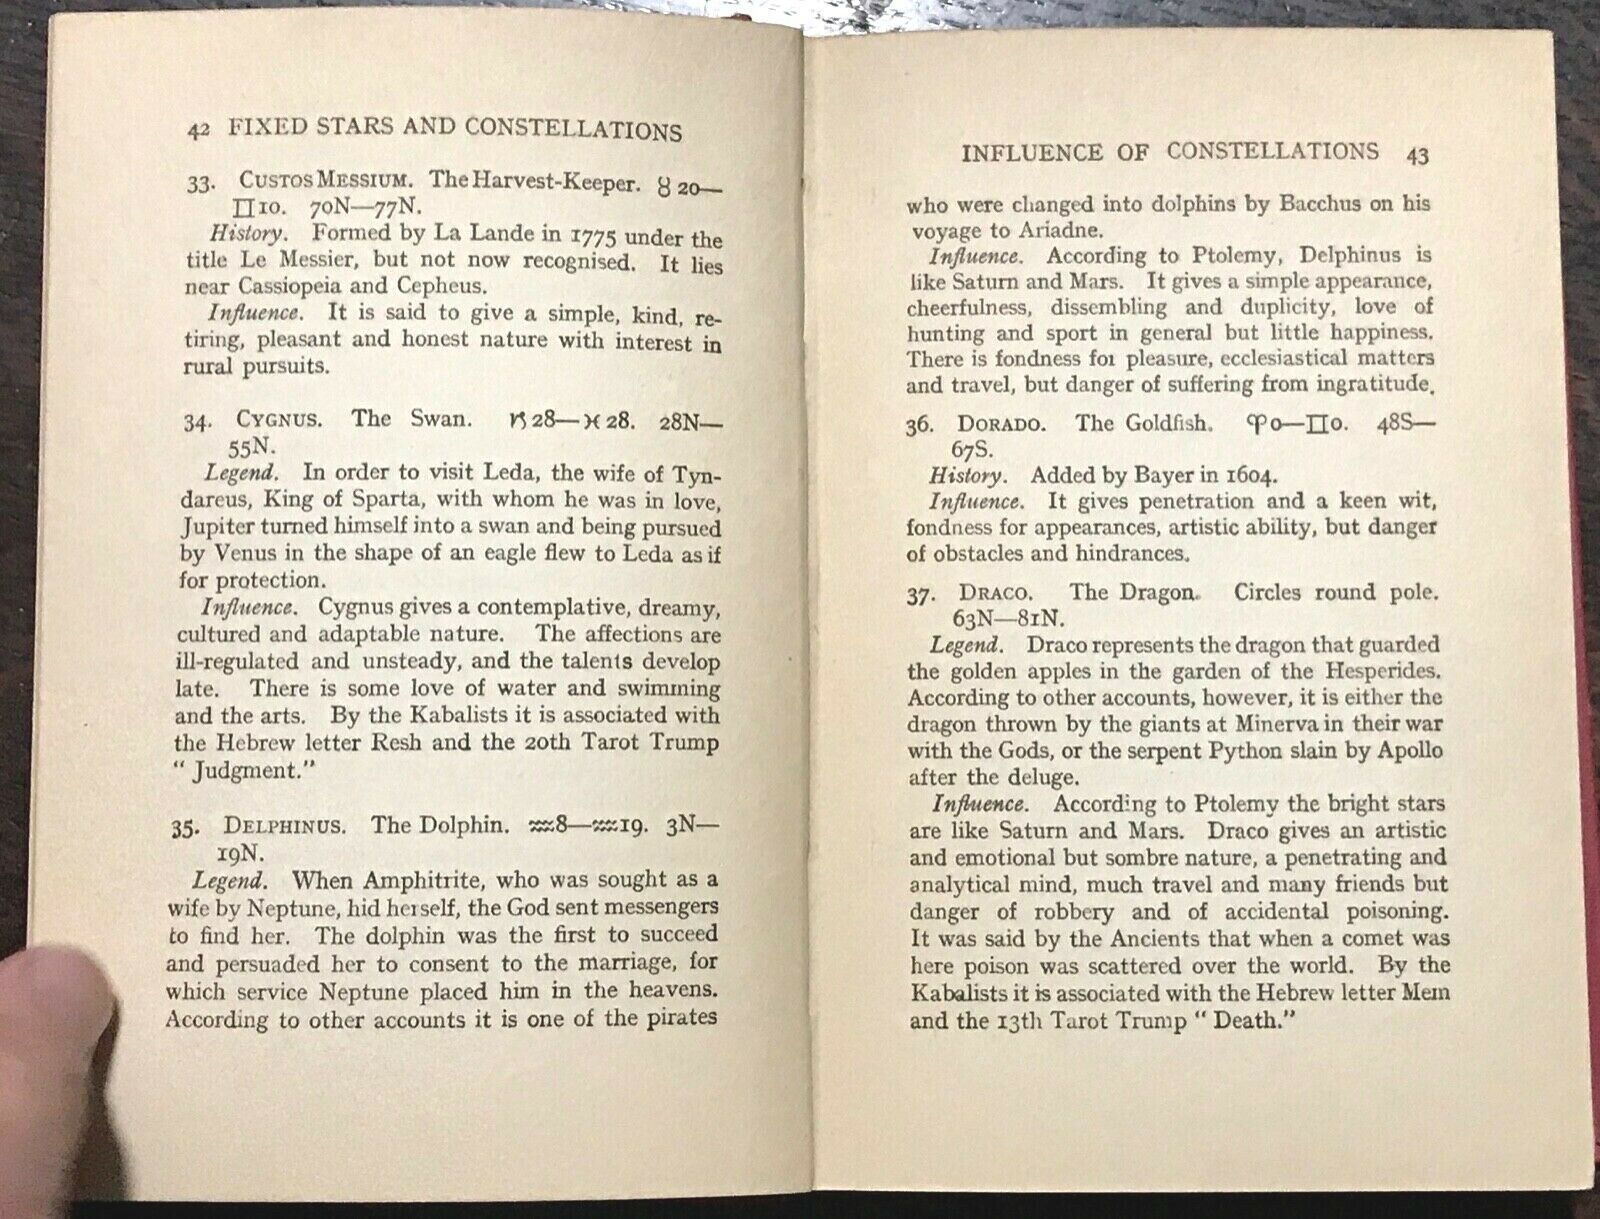 42 FIXED STARS AND CONSTELLATIONS
33. CUSTOS MESSIUM. The Harvest-Keeper. ♉ 20—
♊ 10. 70N—77N.
History. Formed by La Lande in 1775 under the
title Le Messier, but not now recognised. It lies
near Cassiopeia and Cepheus.
Influence. It is said to give a simple, kind, re-
tiring, pleasant and honest nature with interest in
rural pursuits.
34. CYGNUS. The Swan. ♑ 28—♓ 28. 28N—
55N.
Legend. In order to visit Leda, the wife of Tyn-
dareus, King of Sparta, with whom he was in love,
Jupiter turned himself into a swan and being pursued
by Venus in the shape of an eagle flew to Leda as if
for protection.
Influence. Cygnus gives a contemplative, dreamy,
cultured and adaptable nature. The affections are
ill-regulated and unsteady, and the talents develop
late. There is some love of water and swimming
and the arts. By the Kabalists it is associated with
the Hebrew letter Resh and the 20th Tarot Trump
" Judgment."
35. DELPHINUS. The Dolphin. ♒ 8—♒ 19. 3N—
19N.
Legend. When Amphitrite, who was sought as a
wife by Neptune, hid herself, the God sent messengers
to find her. The dolphin was the first to succeed
and persuaded her to consent to the marriage, for
which service Neptune placed him in the heavens.
According to other accounts it is one of the pirates
INFLUENCE OF CONSTELLATIONS 43
who were changed into dolphins by Bacchus on his
voyage to Ariadne.
Influence. According to Ptolemy, Delphinus is
like Saturn and Mars. It gives a simple appearance,
cheerfulness, dissembling and duplicity, love of
hunting and sport in general but little happiness.
There is fondness for pleasure, ecclesiastical matters
and travel, but danger of suffering from ingratitude.
36. DORADO. The Goldfish. ♈ 0—♊ 0. 48S—
67S.
History. Added by Bayer in 1604.
Influence. It gives penetration and a keen wit,
fondness for appearances, artistic ability, but danger
of obstacles and hindrances.
37. DRACO. The Dragon. Circles round pole.
63N—81N.
Legend. Draco represents the dragon that guarded
the golden apples in the garden of the Hesperides.
According to other accounts, however, it is either the
dragon thrown by the giants at Minerva in their war
with the Gods, or the serpent Python slain by Apollo
after the deluge.
Influence. According to Ptolemy the bright stars
are like Saturn and Mars. Draco gives an artistic
and emotional but sombre nature, a penetrating and
analytical mind, much travel and many friends but
danger of robbery and of accidental poisoning.
It was said by the Ancients that when a comet was
here poison was scattered over the world. By the
Kabalists it is associated with the Hebrew letter Mem
and the 13th Tarot Trump " Death."